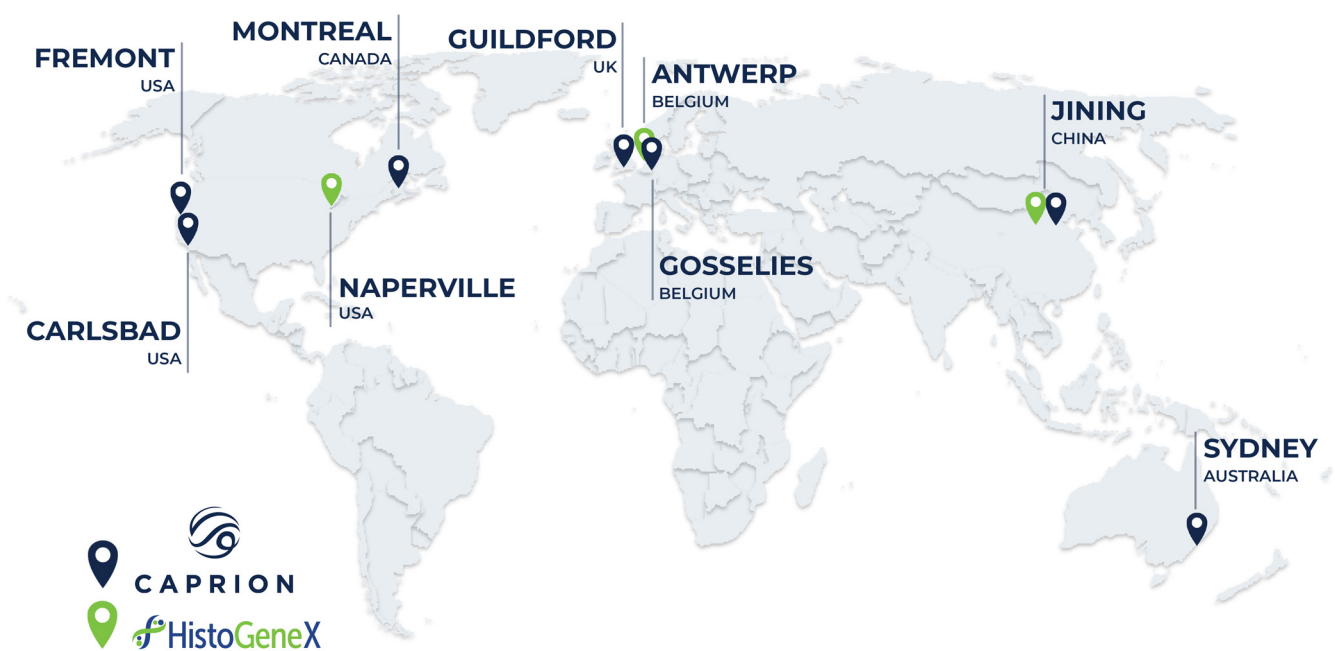 FREMONT
USA
MONTREAL
CANADA
GUILDFORD
UK
ANTWERP
BELGIUM
JINING
CHINA
GOSSELIES
BELGIUM
NAPERVILLE
USA
CARLSBAD
USA
SYDNEY
AUSTRALIA
CAPRION
HistoGeneX